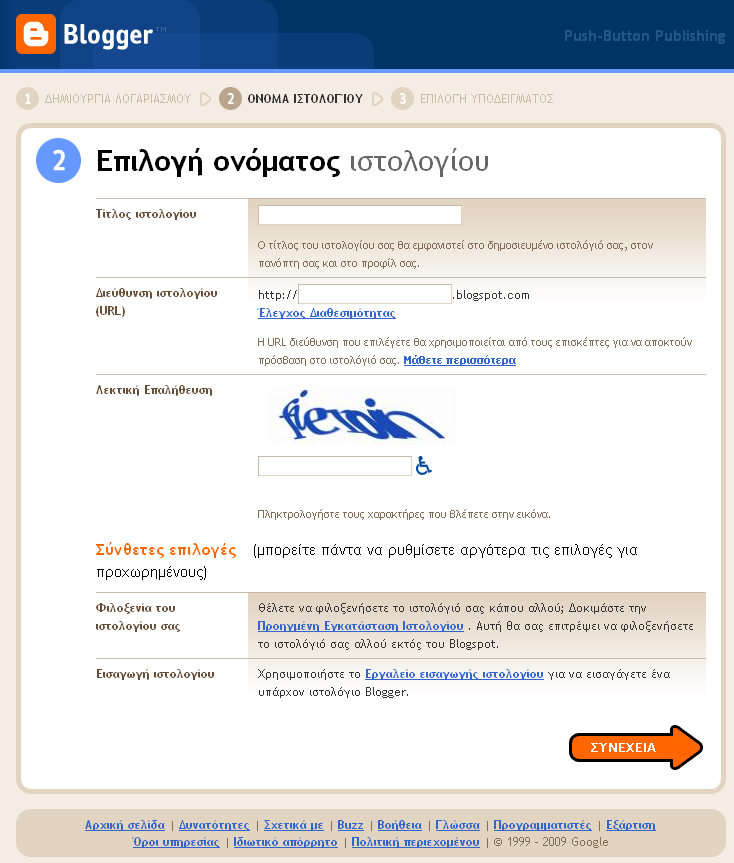 Blogger™
Push-Button Publishing
1 ΔΗΜΙΟΥΡΓΙΑ ΛΟΓΑΡΙΑΣΜΟΥ 2 ΟΝΟΜΑ ΙΣΤΟΛΟΓΙΟΥ 3 ΕΠΙΛΟΓΗ ΥΠΟΔΕΙΓΜΑΤΟΣ
2 Επιλογή ονόματος ιστολογίου
Τίτλος ιστολογίου
Ο τίτλος του ιστολογίου σας θα εμφανιστεί στο δημοσιευμένο ιστολόγιό σας, στον
πανόπτη σας και στο προφίλ σας.
Διεύθυνση ιστολογίου
(URL)
http:// .blogspot.com
Έλεγχος Διαθεσιμότητας
Η URL διεύθυνση που επιλέγετε θα χρησιμοποιείται από τους επισκέπτες για να αποκτούν
πρόσβαση στο ιστολόγιό σας. Μάθετε περισσότερα
Λεκτική Επαλήθευση
Πληκτρολογήστε τους χαρακτήρες που βλέπετε στην εικόνα.
Σύνθετες επιλογές (μπορείτε πάντα να ρυθμίσετε αργότερα τις επιλογές για
προχωρημένους)
Φιλοξενία του
ιστολογίου σας
Θέλετε να φιλοξενήσετε το ιστολόγιό σας κάπου αλλού; Δοκιμάστε την
Προηγμένη Εγκατάσταση Ιστολογίου . Αυτή θα σας επιτρέψει να φιλοξενήσετε
το ιστολόγιό σας αλλού εκτός του Blogspot.
Εισαγωγή ιστολογίου
Χρησιμοποιήστε το Εργαλείο εισαγωγής ιστολογίου για να εισαγάγετε ένα
υπάρχον ιστολόγιο Blogger.
ΣΥΝΕΧΕΙΑ
Αρχική σελίδα | Δυνατότητες | Σχετικά με | Buzz | Βοήθεια | Γλώσσα | Προγραμματιστές | Εξάρτιση
Όροι υπηρεσίας | Ιδιωτικό απόρρητο | Πολιτική περιεχομένου | © 1999 - 2009 Google